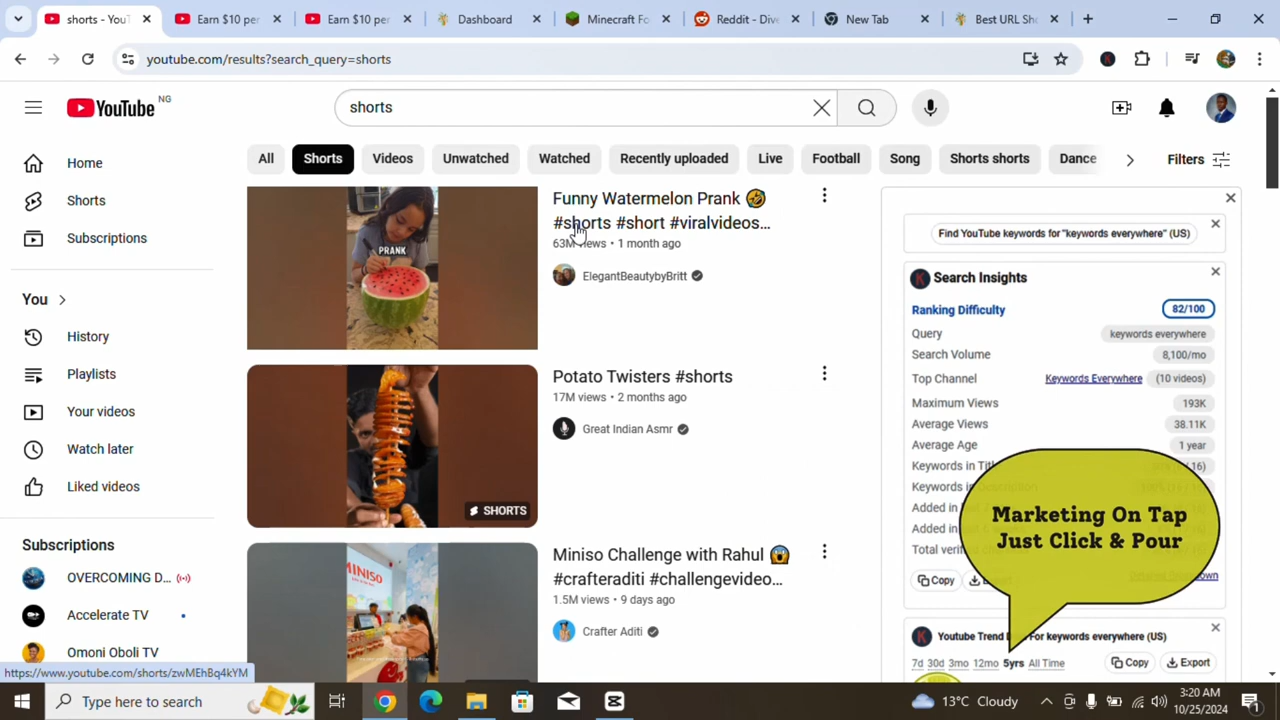 shorts - YouT
Earn $10 per
Earn $10 per
Dashboard
Minecraft Fo
Reddit - Dive
New Tab
Best URL Sho
youtube.com/results?search_query=shorts
YouTube NG
shorts
All
Shorts
Videos
Unwatched
Watched
Recently uploaded
Live
Football
Song
Shorts shorts
Dance
Filters
Home
Shorts
Subscriptions
You
History
Playlists
Your videos
Watch later
Liked videos
Subscriptions
OVERCOMING D...
Accelerate TV
Omoni Oboli TV
https://www.youtube.com/shorts/zwMEhBq4kYM
PRANK
Funny Watermelon Prank 🤣
#shorts #short #viralvideos...
63M views • 1 month ago
ElegantBeautybyBritt
SHORTS
Potato Twisters #shorts
17M views • 2 months ago
Great Indian Asmr
MINISO
Miniso Challenge with Rahul 😱
#crafteraditi #challengevideo...
1.5M views • 9 days ago
Crafter Aditi
Find YouTube keywords for "keywords everywhere" (US)
Search Insights
Ranking Difficulty 82/100
Query keywords everywhere
Search Volume 8,100/mo
Top Channel Keywords Everywhere (10 videos)
Maximum Views 193K
Average Views 38.11K
Average Age 1 year
Keywords in
Keywords in
Added in
Added in
Total
Copy
Marketing On Tap
Just Click & Pour
Youtube Trend For keywords everywhere (US)
7d 30d 3mo 12mo 5yrs All Time
Copy
Export
Type here to search
13°C Cloudy
3:20 AM
10/25/2024